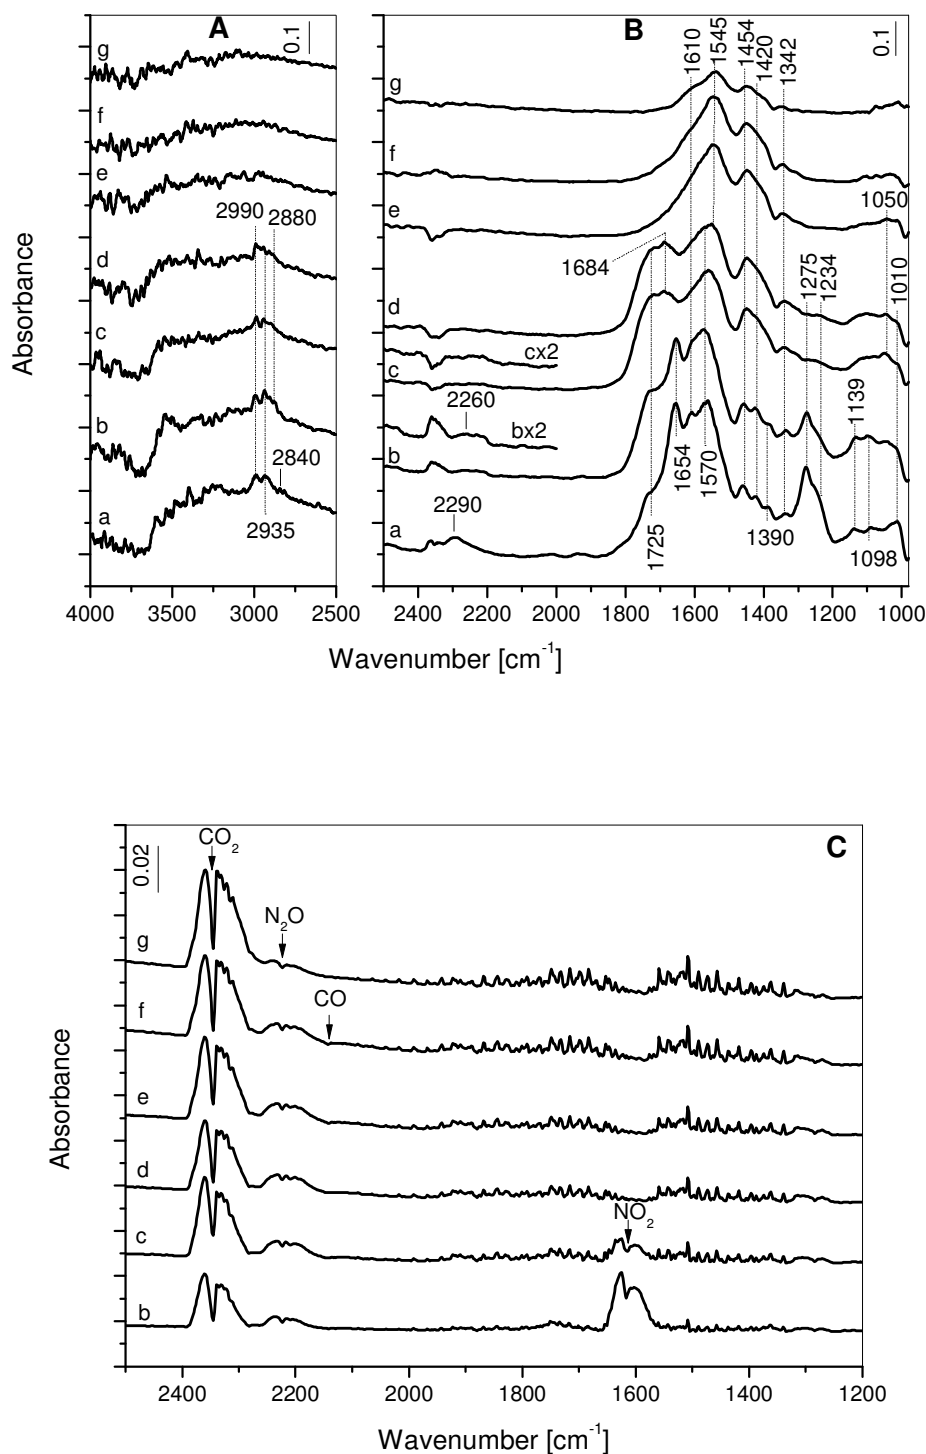 A
0.1
g
f
e
2990
2880
d
c
b
2840
a
2935
4000 3500 3000 2500
B
0.1
1610
1545
1454
1420
1342
g
f
e
1050
1684
1275
1234
1010
d
cx2
c
2260
bx2
1139
b
1654
1570
2290
a
1725
1390
1098
2400 2200 2000 1800 1600 1400 1200 1000
Absorbance
Wavenumber [cm⁻¹]
C
0.02
CO₂
N₂O
g
CO
f
e
d
NO₂
c
b
2400 2200 2000 1800 1600 1400 1200
Absorbance
Wavenumber [cm⁻¹]